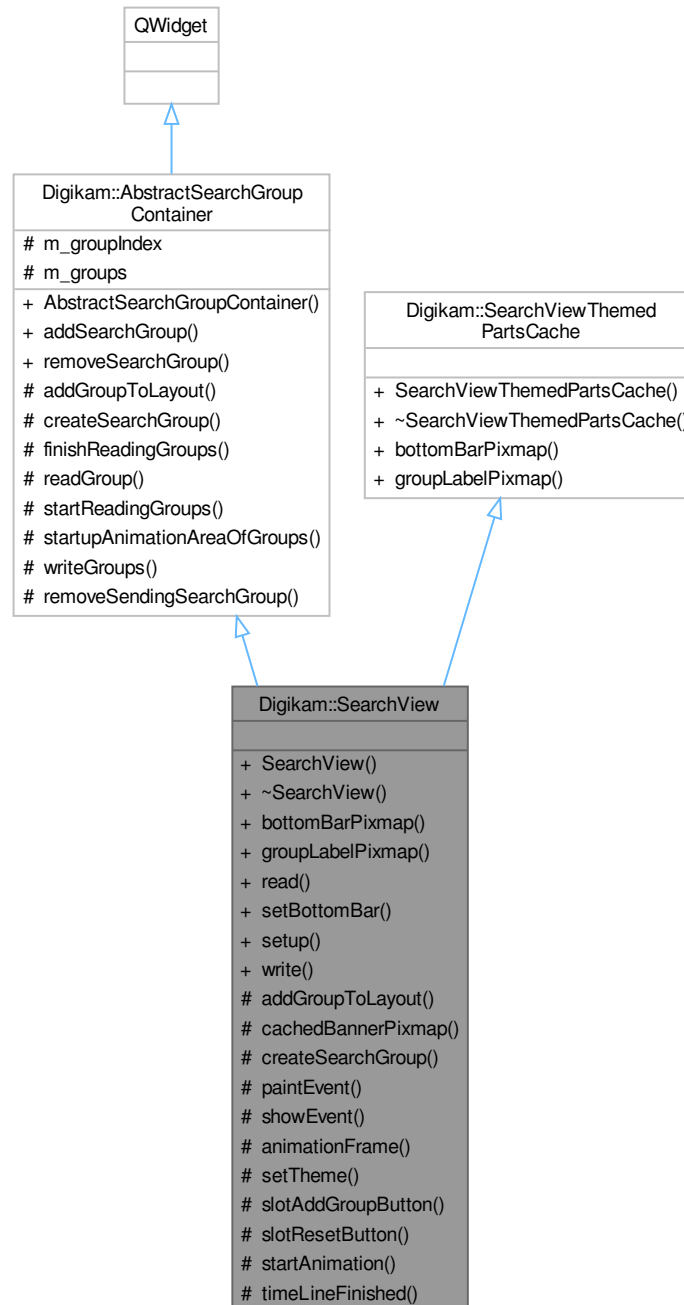 QWidget
Digikam::AbstractSearchGroup
Container
# m_groupIndex
# m_groups
+ AbstractSearchGroupContainer()
+ addSearchGroup()
+ removeSearchGroup()
# addGroupToLayout()
# createSearchGroup()
# finishReadingGroups()
# readGroup()
# startReadingGroups()
# startupAnimationAreaOfGroups()
# writeGroups()
# removeSendingSearchGroup()
Digikam::SearchViewThemed
PartsCache
+ SearchViewThemedPartsCache()
+ ~SearchViewThemedPartsCache()
+ bottomBarPixmap()
+ groupLabelPixmap()
Digikam::SearchView
+ SearchView()
+ ~SearchView()
+ bottomBarPixmap()
+ groupLabelPixmap()
+ read()
+ setBottomBar()
+ setup()
+ write()
# addGroupToLayout()
# cachedBannerPixmap()
# createSearchGroup()
# paintEvent()
# showEvent()
# animationFrame()
# setTheme()
# slotAddGroupButton()
# slotResetButton()
# startAnimation()
# timeLineFinished()